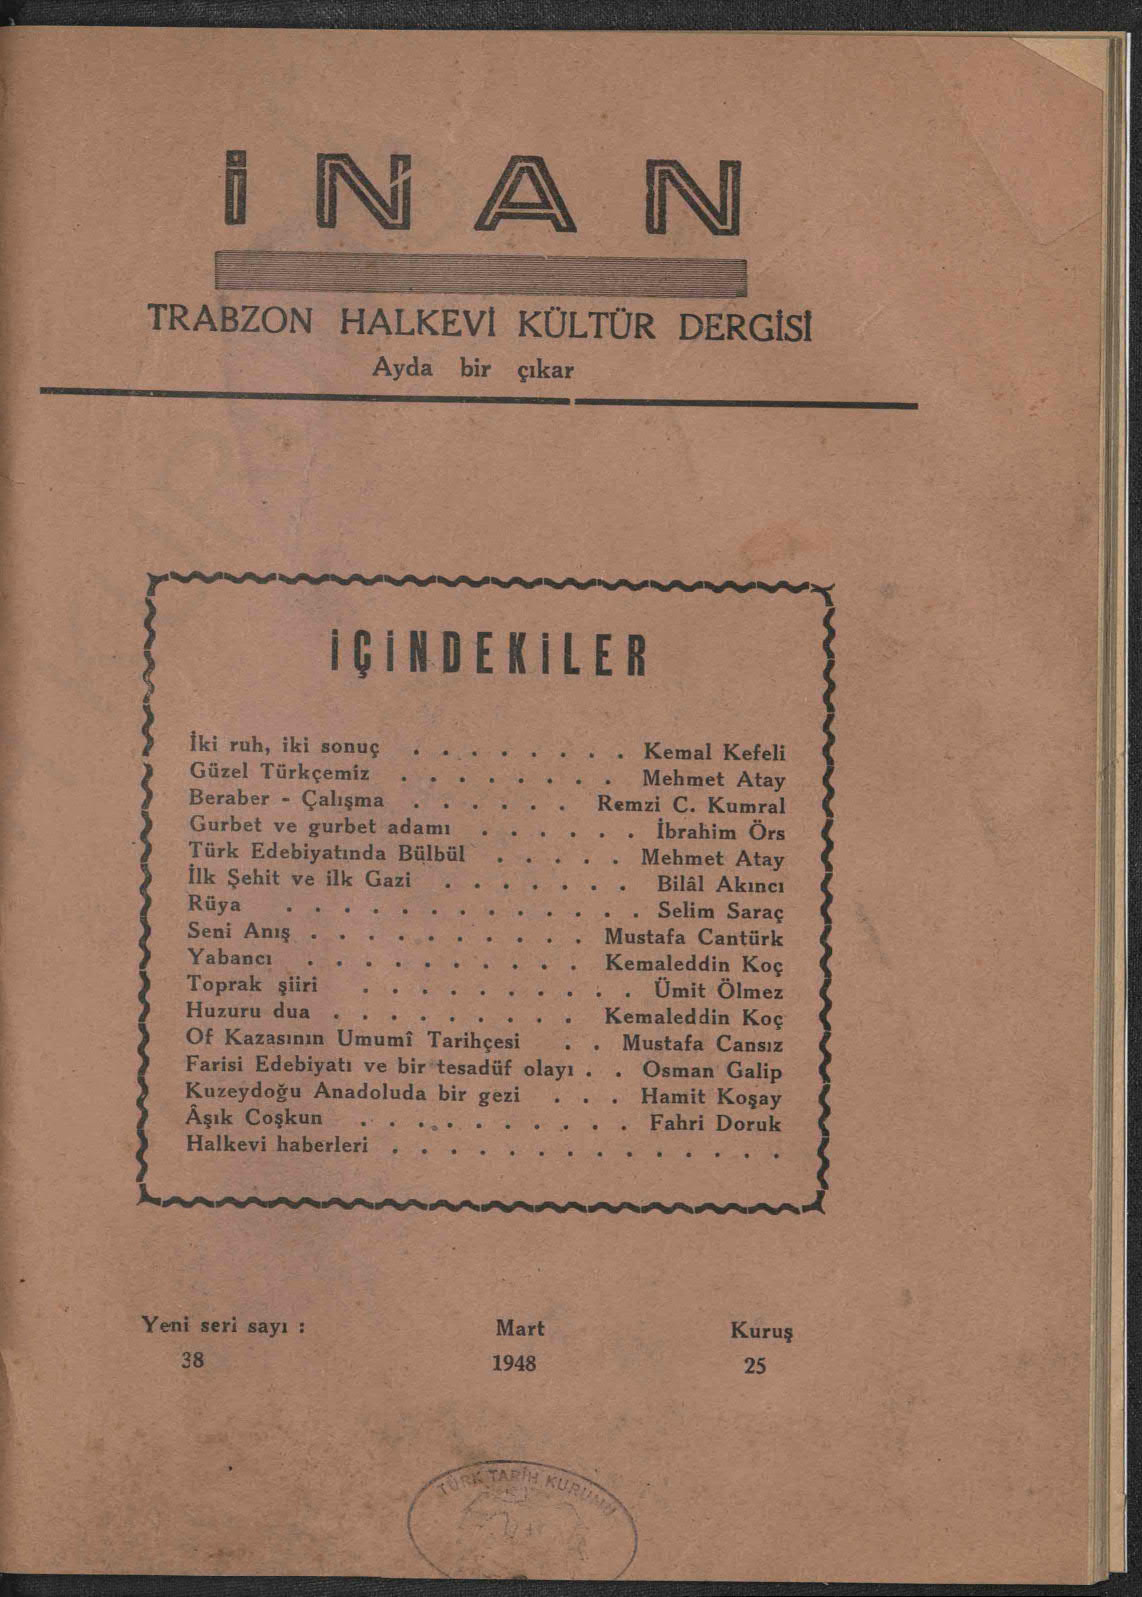 İNAN
TRABZON HALKEVİ KÜLTÜR DERGİSİ
Ayda bir çıkar
İÇİNDEKİLER
İki ruh, iki sonuç . . . . . . . . Kemal Kefeli
Güzel Türkçemiz . . . . . . . . Mehmet Atay
Beraber - Çalışma . . . . . . Remzi C. Kumral
Gurbet ve gurbet adamı . . . . . . İbrahim Örs
Türk Edebiyatında Bülbül . . . . . Mehmet Atay
İlk Şehit ve ilk Gazi . . . . . . . Bilâl Akıncı
Rüya . . . . . . . . . . . . . Selim Saraç
Seni Anış . . . . . . . . . . Mustafa Cantürk
Yabancı . . . . . . . . . . Kemaleddin Koç
Toprak şiiri . . . . . . . . . . Ümit Ölmez
Huzuru dua . . . . . . . . . Kemaleddin Koç
Of Kazasının Umumî Tarihçesi . . Mustafa Cansız
Farisi Edebiyatı ve bir tesadüf olayı . . Osman Galip
Kuzeydoğu Anadoluda bir gezi . . . Hamit Koşay
Âşık Coşkun . . . . . . . . . . Fahri Doruk
Halkevi haberleri . . . . . . . . . . . . . .
Yeni seri sayı : Mart Kuruş
38 1948 25
TÜRK TARİH KURUMU